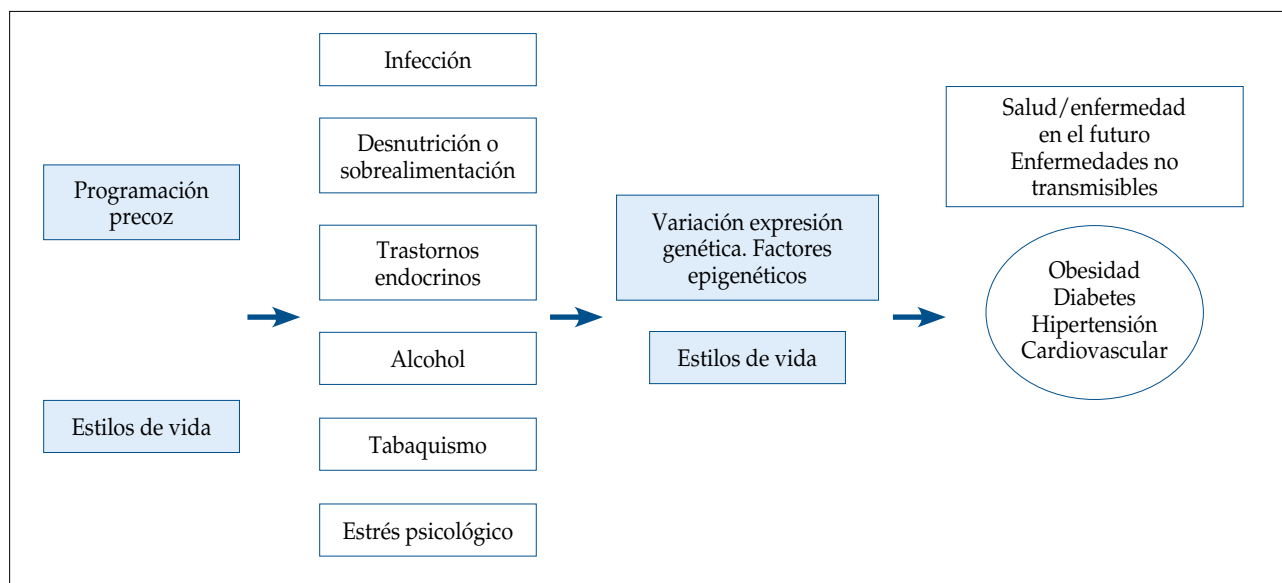 Programación
precoz
Estilos de vida
Infección
Desnutrición o
sobrealimentación
Trastornos
endocrinos
Alcohol
Tabaquismo
Estrés psicológico
Variación expresión
genética. Factores
epigenéticos
Estilos de vida
Salud/enfermedad
en el futuro
Enfermedades no
transmisibles
Obesidad
Diabetes
Hipertensión
Cardiovascular